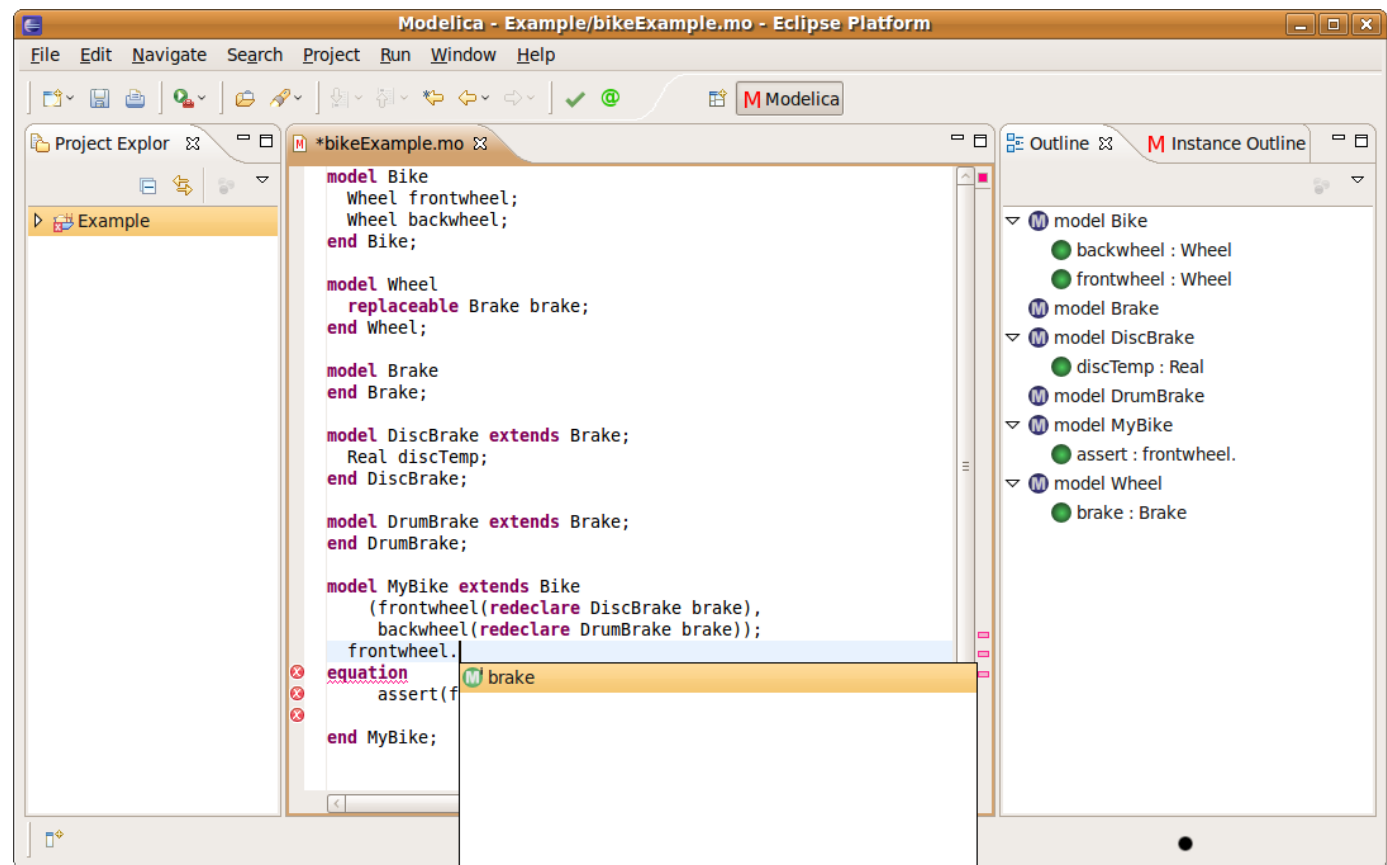 Modelica - Example/bikeExample.mo - Eclipse Platform
File Edit Navigate Search Project Run Window Help
M Modelica
Project Explor
Example
*bikeExample.mo
model Bike
  Wheel frontwheel;
  Wheel backwheel;
end Bike;
model Wheel
  replaceable Brake brake;
end Wheel;
model Brake
end Brake;
model DiscBrake extends Brake;
  Real discTemp;
end DiscBrake;
model DrumBrake extends Brake;
end DrumBrake;
model MyBike extends Bike
    (frontwheel(redeclare DiscBrake brake),
     backwheel(redeclare DrumBrake brake));
  frontwheel.
equation
     assert(f
end MyBike;
M brake
Outline M Instance Outline
M model Bike
backwheel : Wheel
frontwheel : Wheel
M model Brake
M model DiscBrake
discTemp : Real
M model DrumBrake
M model MyBike
assert : frontwheel.
M model Wheel
brake : Brake